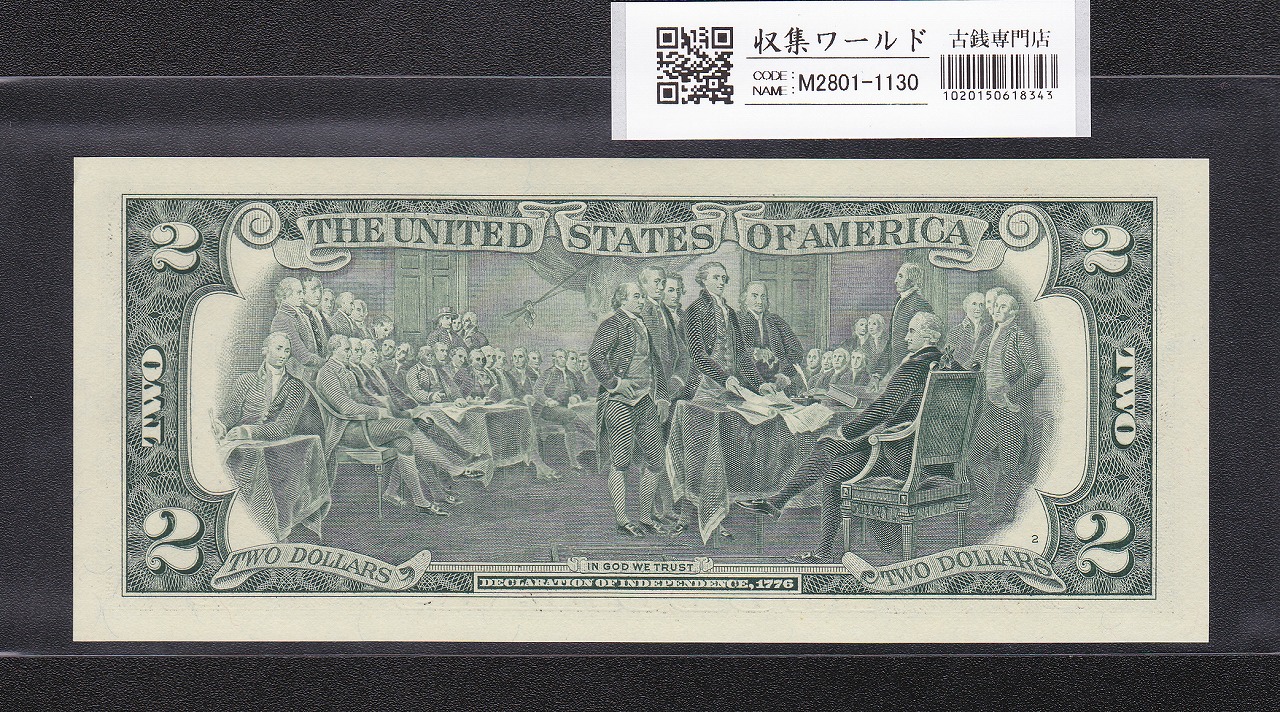 収集ワールド 古銭専門店
CODE:
NAME: M2801-1130
1020150618343
THE UNITED STATES OF AMERICA
2 2
TWO TWO
2 2
2
TWO DOLLARS IN GOD WE TRUST TWO DOLLARS
DECLARATION OF INDEPENDENCE, 1776